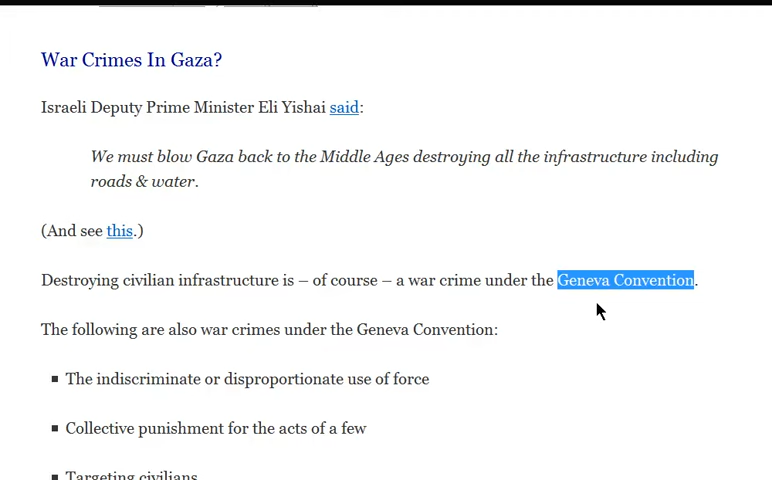 War Crimes In Gaza?
Israeli Deputy Prime Minister Eli Yishai said:
We must blow Gaza back to the Middle Ages destroying all the infrastructure including
roads & water.
(And see this.)
Destroying civilian infrastructure is – of course – a war crime under the Geneva Convention.
The following are also war crimes under the Geneva Convention:
▪ The indiscriminate or disproportionate use of force
▪ Collective punishment for the acts of a few
▪ Targeting civilians